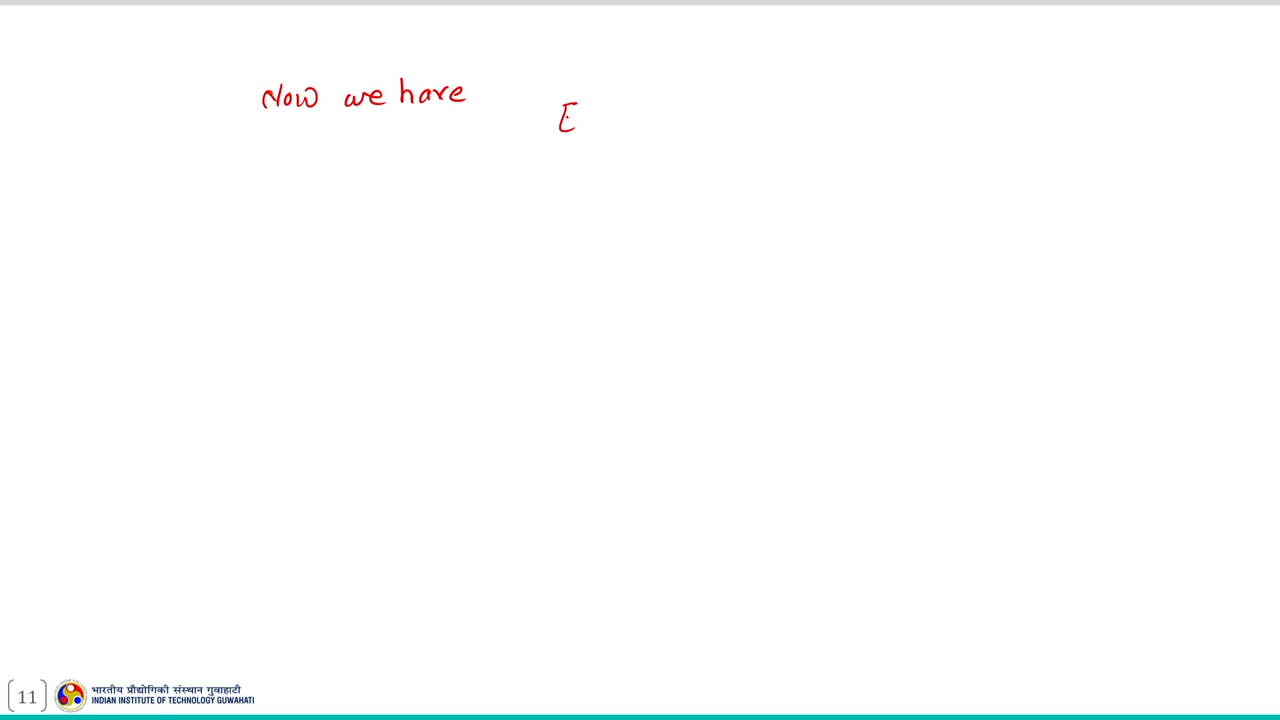 Now we have
E
11
भारतीय प्रौद्योगिकी संस्थान गुवाहाटी
INDIAN INSTITUTE OF TECHNOLOGY GUWAHATI